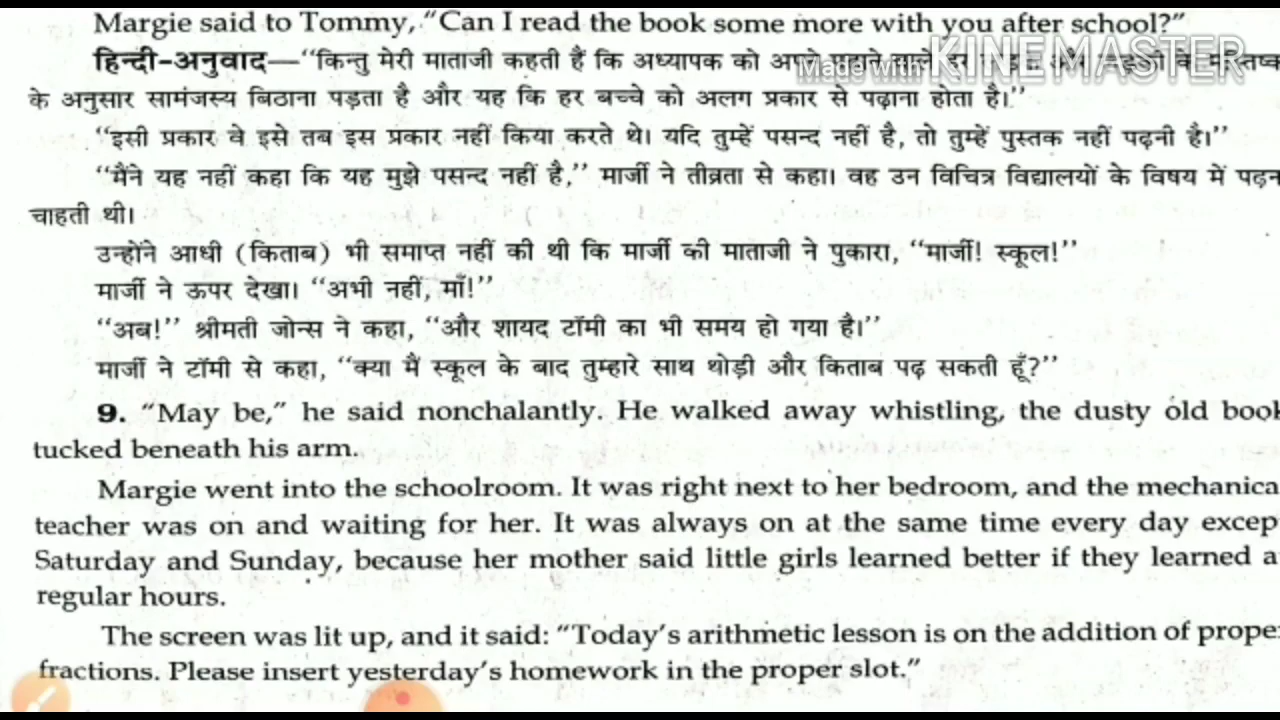 Margie said to Tommy, “Can I read the book some more with you after school?”
हिन्दी-अनुवाद—“किन्तु मेरी माताजी कहती हैं कि अध्यापक को अपने पढ़ाने वाले हर के
Made with KINEMASTER
के अनुसार सामंजस्य बिठाना पड़ता है और यह कि हर बच्चे को अलग प्रकार से पढ़ाना होता है।”
“इसी प्रकार वे इसे तब इस प्रकार नहीं किया करते थे। यदि तुम्हें पसन्द नहीं है, तो तुम्हें पुस्तक नहीं पढ़नी है।”
“मैंने यह नहीं कहा कि यह मुझे पसन्द नहीं है,” मार्जी ने तीव्रता से कहा। वह उन विचित्र विद्यालयों के विषय में पढ़न
चाहती थी।
उन्होंने आधी (किताब) भी समाप्त नहीं की थी कि मार्जी की माताजी ने पुकारा, “मार्जी! स्कूल!”
मार्जी ने ऊपर देखा। “अभी नहीं, माँ!”
“अब!” श्रीमती जोन्स ने कहा, “और शायद टॉमी का भी समय हो गया है।”
मार्जी ने टॉमी से कहा, “क्या मैं स्कूल के बाद तुम्हारे साथ थोड़ी और किताब पढ़ सकती हूँ?”
9. “May be,” he said nonchalantly. He walked away whistling, the dusty old book
tucked beneath his arm.
Margie went into the schoolroom. It was right next to her bedroom, and the mechanica
teacher was on and waiting for her. It was always on at the same time every day excep
Saturday and Sunday, because her mother said little girls learned better if they learned a
regular hours.
The screen was lit up, and it said: “Today’s arithmetic lesson is on the addition of prope
fractions. Please insert yesterday’s homework in the proper slot.”